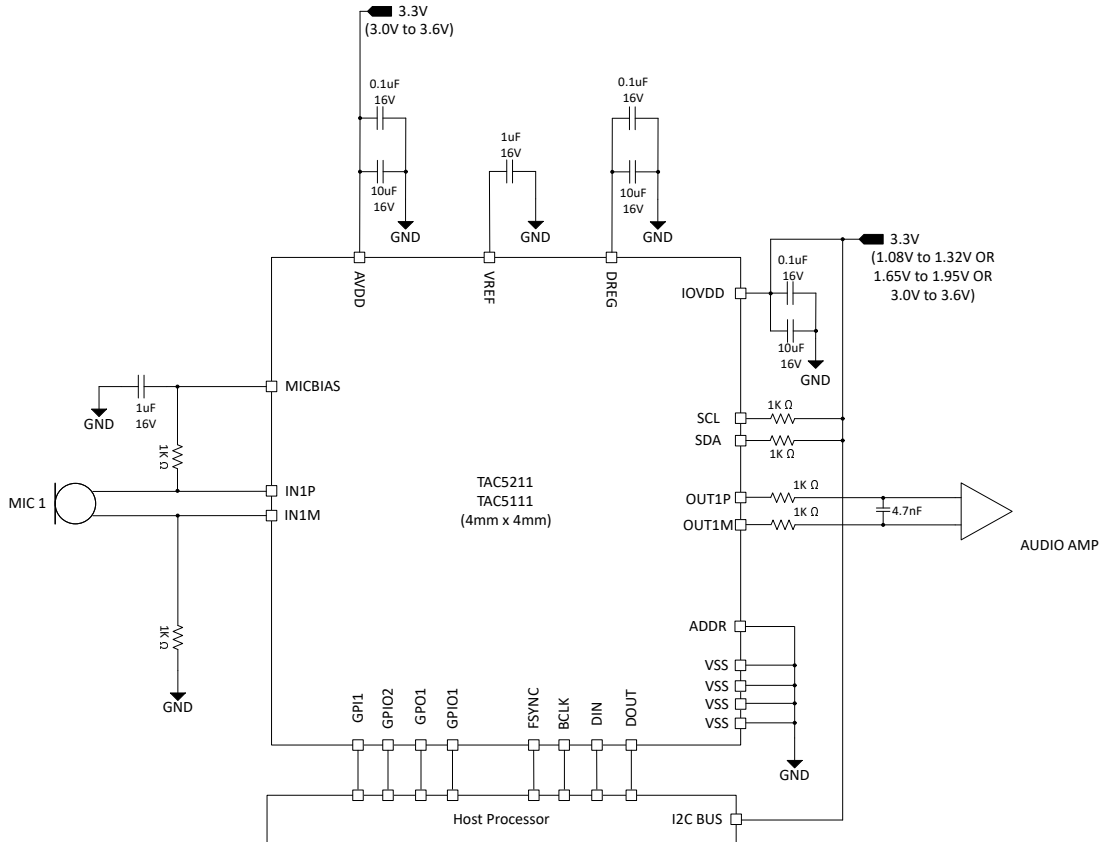 3.3V
(3.0V to 3.6V)
0.1uF
16V
10uF
16V
GND
1uF
16V
GND
0.1uF
16V
10uF
16V
GND
3.3V
(1.08V to 1.32V OR
1.65V to 1.95V OR
3.0V to 3.6V)
0.1uF
16V
10uF
16V
GND
AVDD
VREF
DREG
IOVDD
MICBIAS
1uF
16V
GND
1K Ω
MIC 1
IN1P
IN1M
1K Ω
GND
TAC5211
TAC5111
(4mm x 4mm)
SCL
1K Ω
SDA
1K Ω
OUT1P
1K Ω
OUT1M
1K Ω
4.7nF
AUDIO AMP
ADDR
VSS
VSS
VSS
VSS
GND
GPI1
GPIO2
GPO1
GPIO1
FSYNC
BCLK
DIN
DOUT
Host Processor
I2C BUS